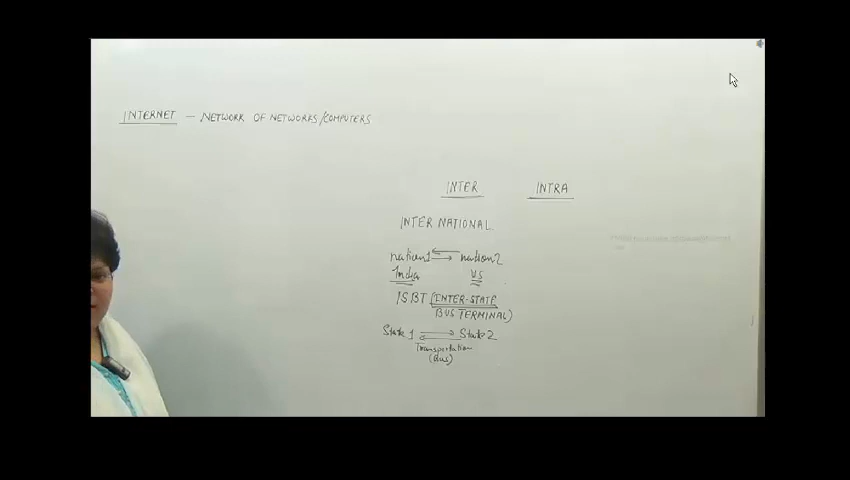 INTERNET — NETWORK OF NETWORKS/COMPUTERS
INTER INTRA
INTER NATIONAL
nation1 nation2
India US
ISBT (INTER-STATE
BUS TERMINAL)
State 1 State 2
Transportation
(bus)